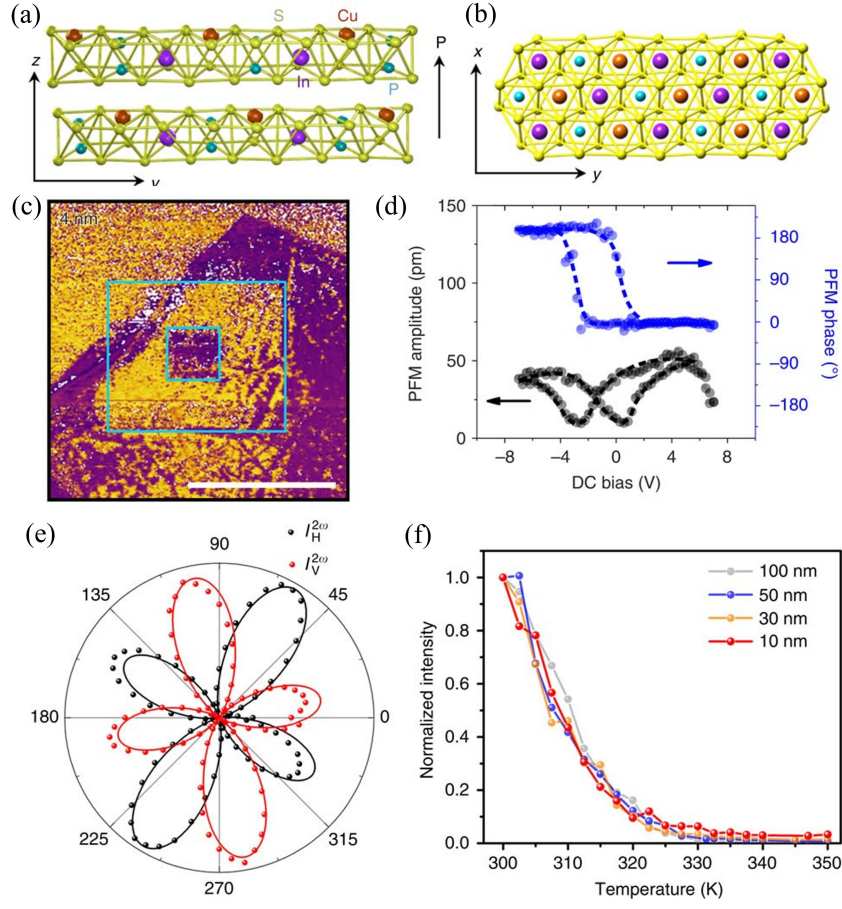 (a)
S
Cu
z
In
P
P
y
(b)
x
y
(c)
4 nm
(d)
150
125
100
75
50
25
0
PFM amplitude (pm)
−8
−4
0
4
8
DC bias (V)
180
90
0
−90
−180
PFM phase (°)
(e)
I_H^{2ω}
I_V^{2ω}
90
135
45
180
0
225
315
270
(f)
1.0
0.8
0.6
0.4
0.2
0.0
Normalized intensity
100 nm
50 nm
30 nm
10 nm
300
310
320
330
340
350
Temperature (K)